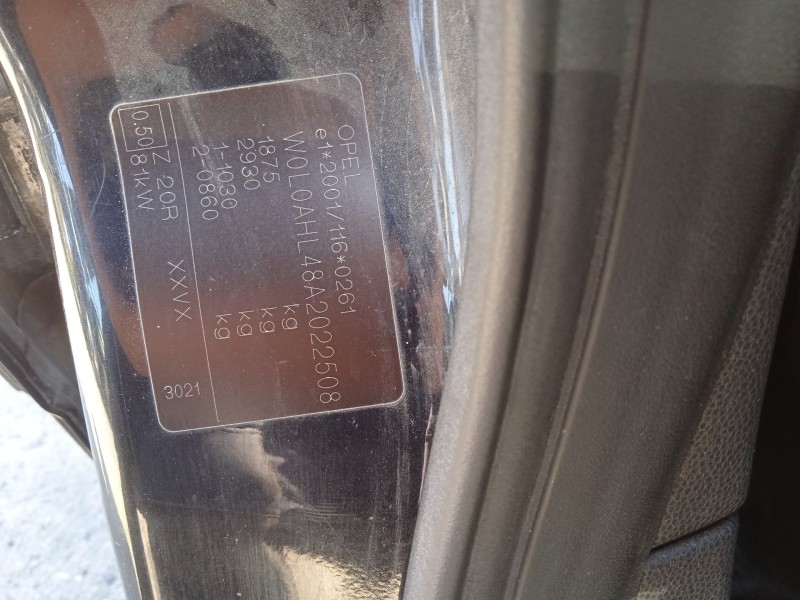 OPEL
e1*2001/116*0261
W0L0AHL48A2022508
1875 kg
2930 kg
1-1030 kg
2-0860 kg
Z 20R XXVX 3021
0.50 81kW